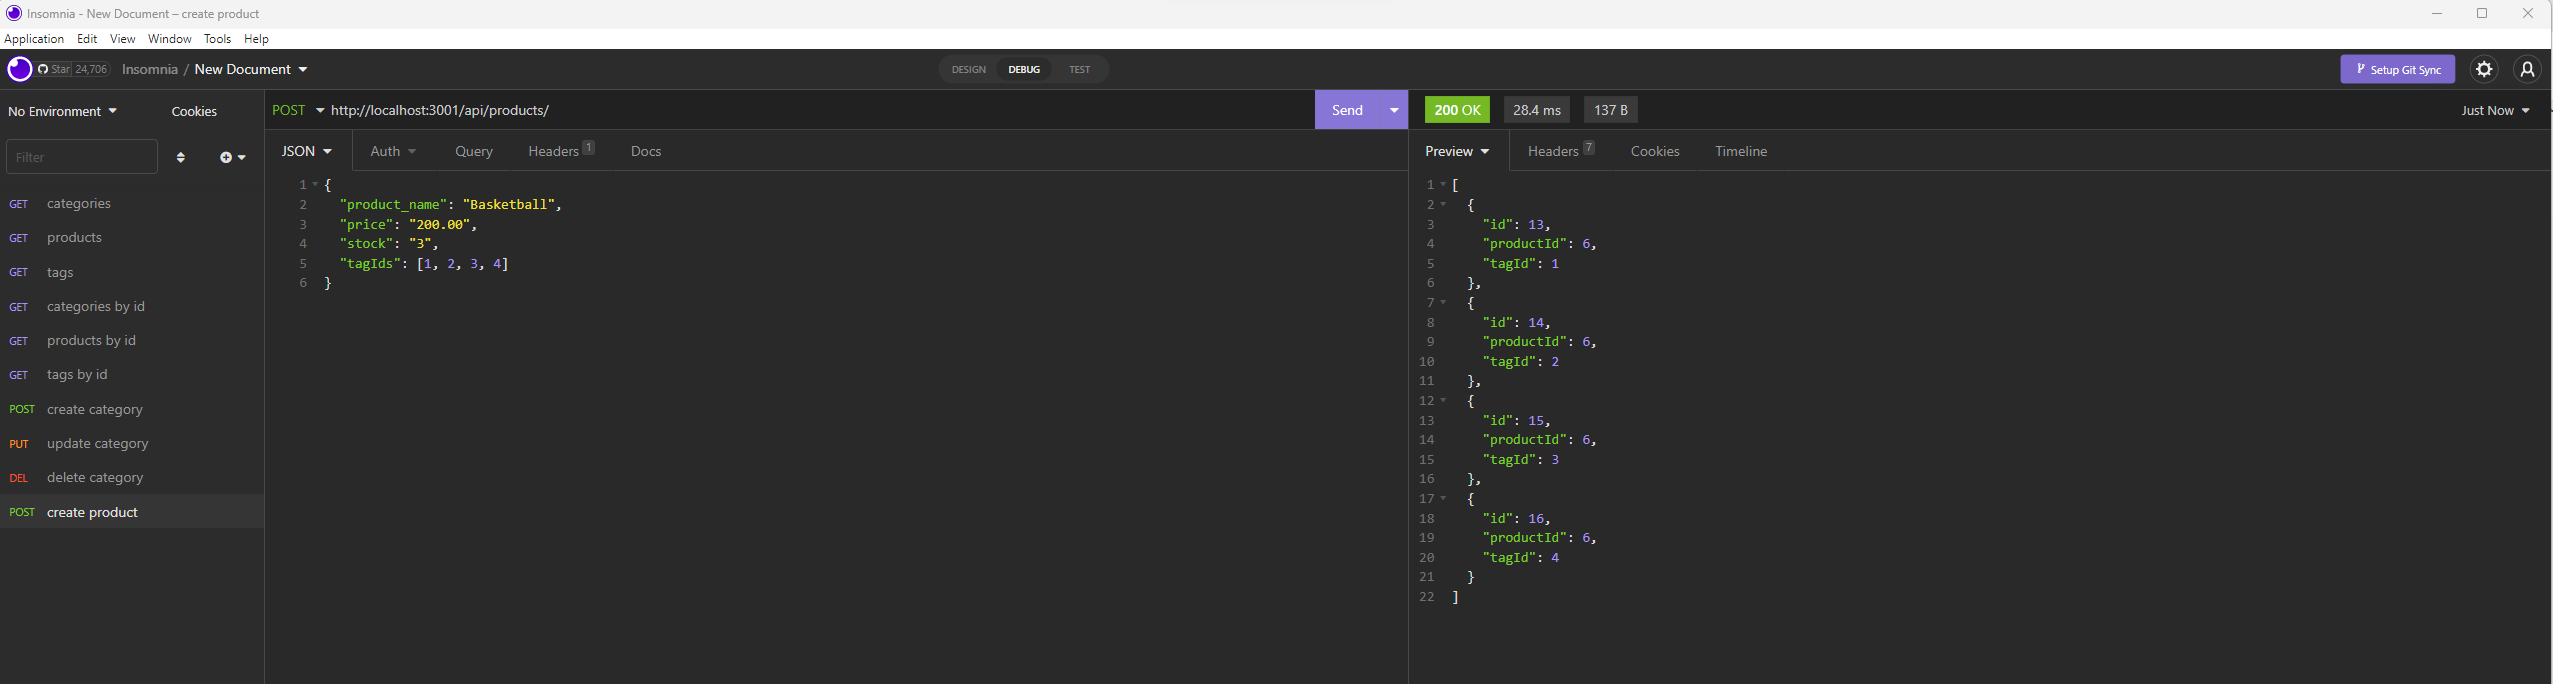 Insomnia - New Document – create product
Application Edit View Window Tools Help
Star 24,706 Insomnia / New Document DESIGN DEBUG TEST Setup Git Sync
No Environment Cookies
POST http://localhost:3001/api/products/ Send 200 OK 28.4 ms 137 B Just Now
Filter
JSON Auth Query Headers 1 Docs
Preview Headers 7 Cookies Timeline
GET categories
GET products
GET tags
GET categories by id
GET products by id
GET tags by id
POST create category
PUT update category
DEL delete category
POST create product
1 {
2 "product_name": "Basketball",
3 "price": "200.00",
4 "stock": "3",
5 "tagIds": [1, 2, 3, 4]
6 }
1 [
2 {
3 "id": 13,
4 "productId": 6,
5 "tagId": 1
6 },
7 {
8 "id": 14,
9 "productId": 6,
10 "tagId": 2
11 },
12 {
13 "id": 15,
14 "productId": 6,
15 "tagId": 3
16 },
17 {
18 "id": 16,
19 "productId": 6,
20 "tagId": 4
21 }
22 ]